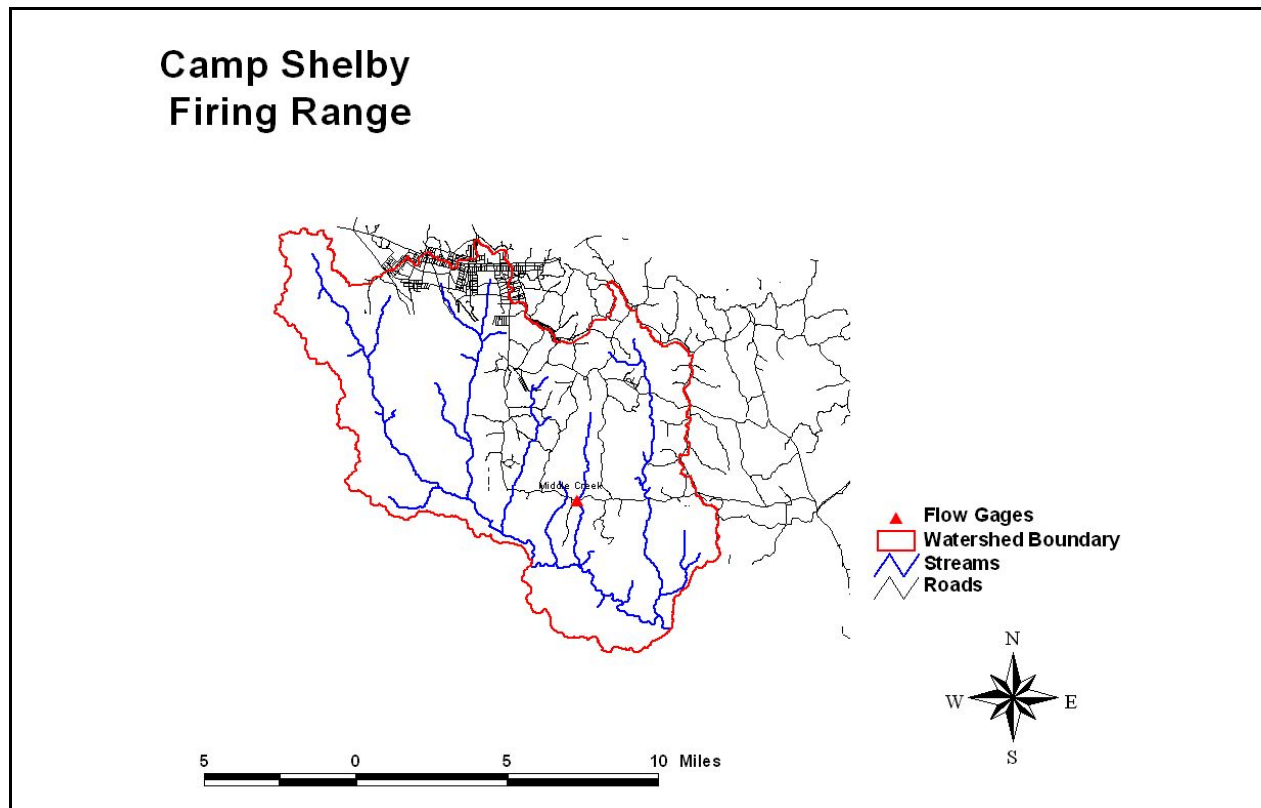 Camp Shelby
Firing Range
Middle Creek
Flow Gages
Watershed Boundary
Streams
Roads
N
W E
S
5 0 5 10 Miles